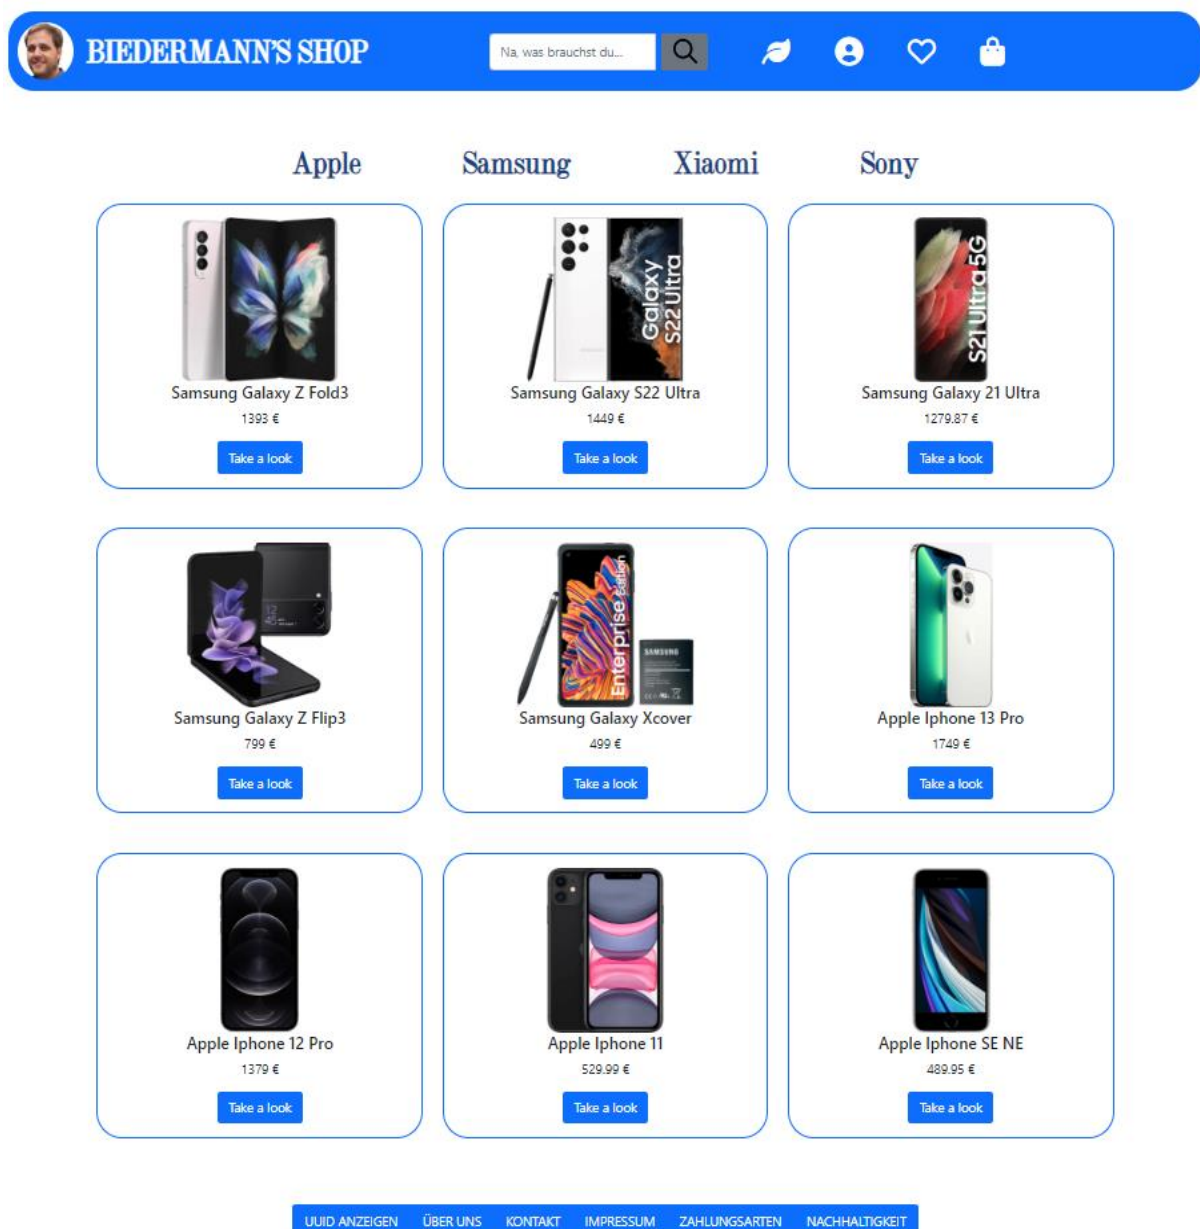 BIEDERMANN'S SHOP Na, was brauchst du...
Apple Samsung Xiaomi Sony
Galaxy
S22 Ultra
S21 Ultra 5G
Samsung Galaxy Z Fold3 Samsung Galaxy S22 Ultra Samsung Galaxy 21 Ultra
1393 € 1449 € 1279.87 €
Take a look Take a look Take a look
Enterprise Edition
SAMSUNG
Samsung Galaxy Z Flip3 Samsung Galaxy Xcover Apple Iphone 13 Pro
799 € 499 € 1749 €
Take a look Take a look Take a look
Apple Iphone 12 Pro Apple Iphone 11 Apple Iphone SE NE
1379 € 529.99 € 489.95 €
Take a look Take a look Take a look
UUID ANZEIGEN ÜBER UNS KONTAKT IMPRESSUM ZAHLUNGSARTEN NACHHALTIGKEIT